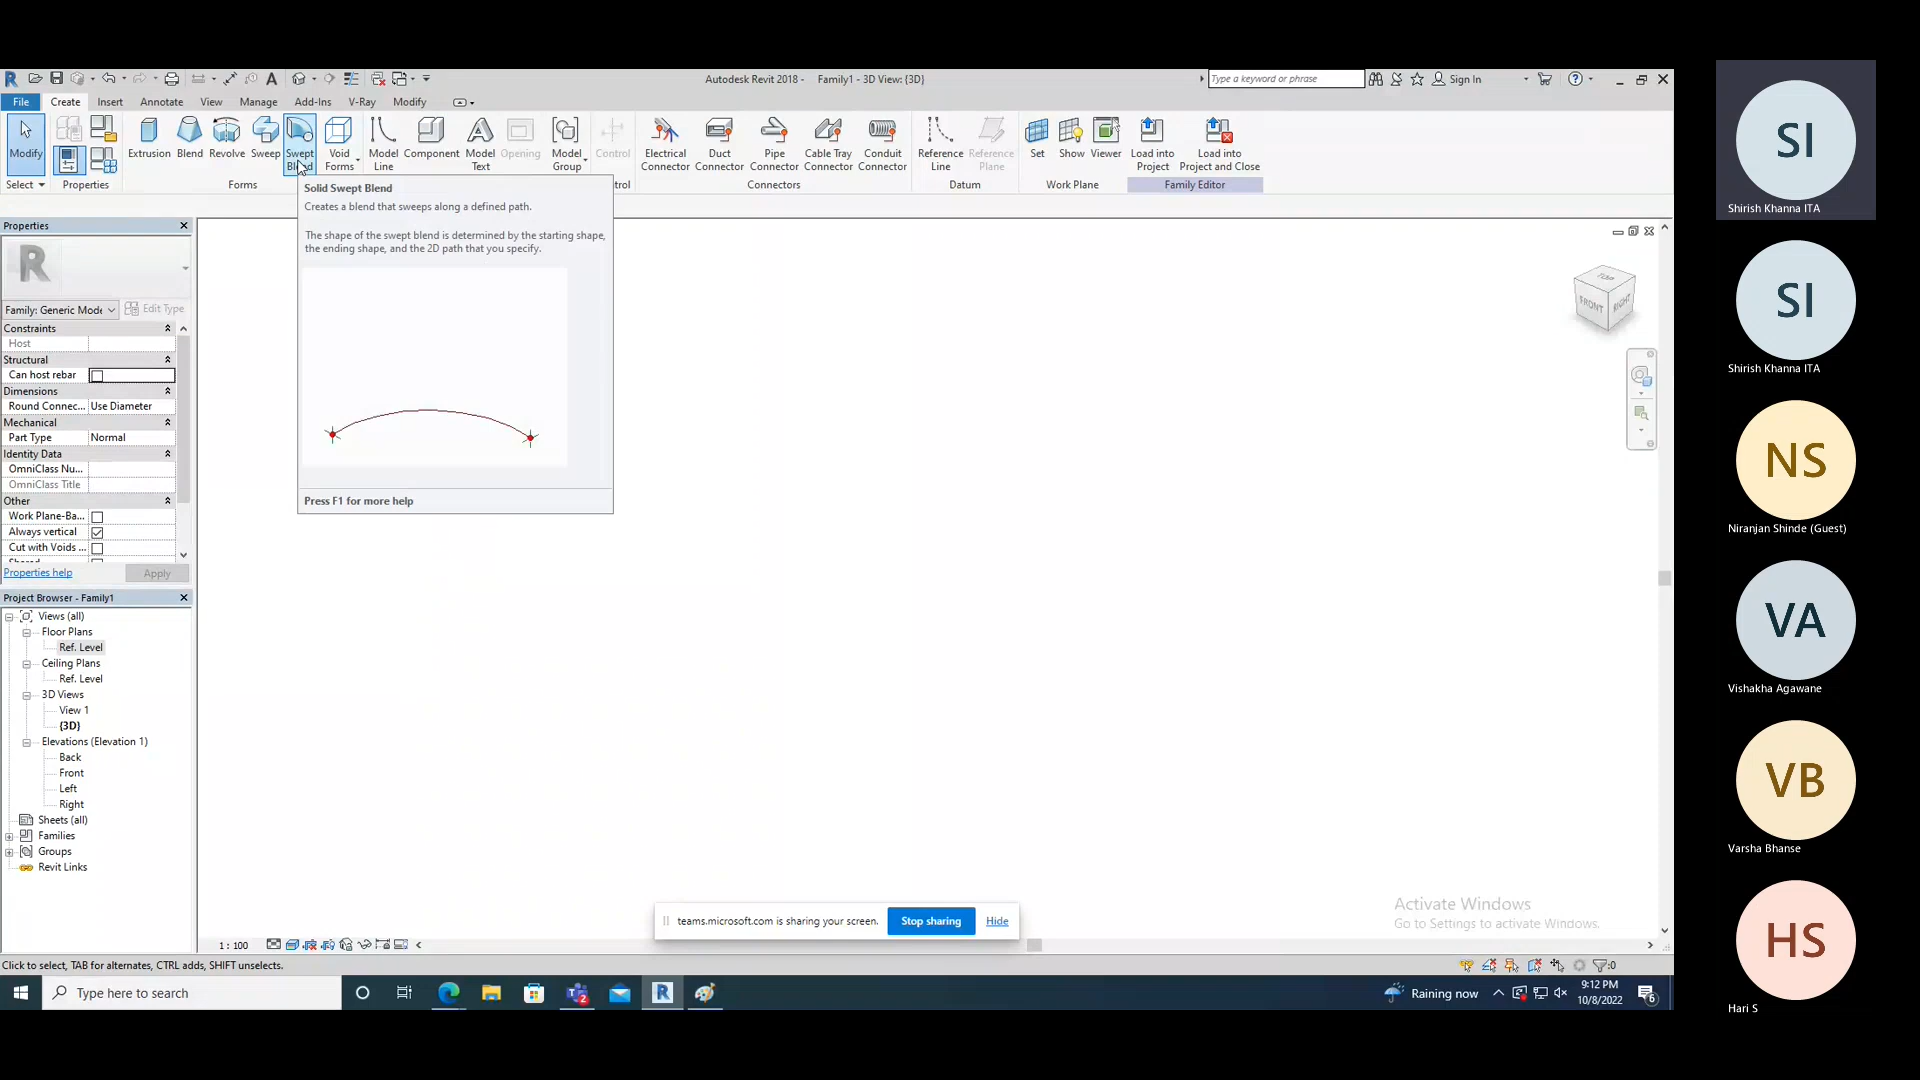 Autodesk Revit 2018 - Family1 - 3D View: {3D}
Type a keyword or phrase
Sign In
File Create Insert Annotate View Manage Add-Ins V-Ray Modify
Modify
Extrusion Blend Revolve Sweep Swept Blend Void Forms
Model Line Component Model Text Opening Model Group Control
Electrical Connector Duct Connector Pipe Connector Cable Tray Connector Conduit Connector
Reference Line Reference Plane
Set Show Viewer
Load into Project Load into Project and Close
Select Properties Forms trol Connectors Datum Work Plane Family Editor
Solid Swept Blend
Creates a blend that sweeps along a defined path.
The shape of the swept blend is determined by the starting shape,
the ending shape, and the 2D path that you specify.
Press F1 for more help
Properties
R
Family: Generic Mode Edit Type
Constraints
Host
Structural
Can host rebar
Dimensions
Round Connec... Use Diameter
Mechanical
Part Type Normal
Identity Data
OmniClass Nu...
OmniClass Title
Other
Work Plane-Ba...
Always vertical
Cut with Voids ...
Properties help Apply
Project Browser - Family1
Views (all)
Floor Plans
Ref. Level
Ceiling Plans
Ref. Level
3D Views
View 1
{3D}
Elevations (Elevation 1)
Back
Front
Left
Right
Sheets (all)
Families
Groups
Revit Links
TOP
FRONT
RIGHT
teams.microsoft.com is sharing your screen. Stop sharing Hide
Activate Windows
Go to Settings to activate Windows.
1 : 100
Click to select, TAB for alternates, CTRL adds, SHIFT unselects.
:0
Type here to search
2
Raining now
9:12 PM
10/8/2022
6
SI
Shirish Khanna ITA
SI
Shirish Khanna ITA
NS
Niranjan Shinde (Guest)
VA
Vishakha Agawane
VB
Varsha Bhanse
HS
Hari S